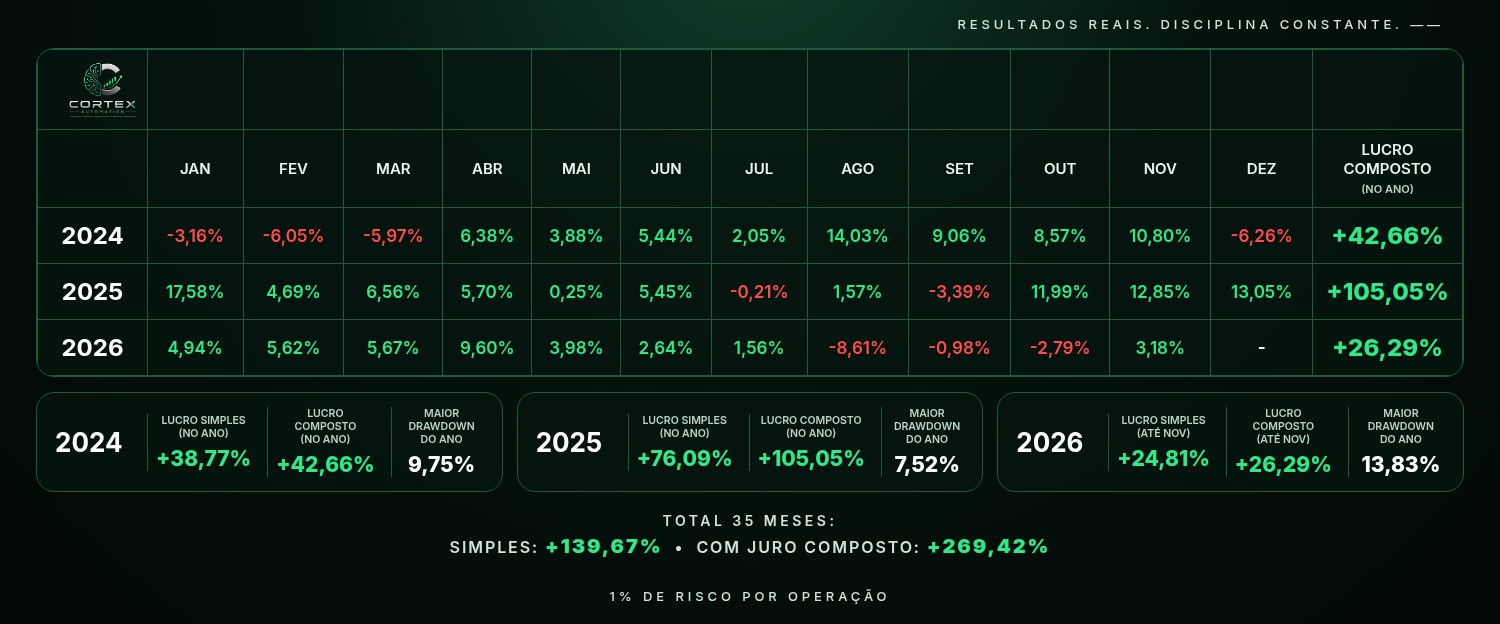 RESULTADOS REAIS. DISCIPLINA CONSTANTE. ——
CORTEX
AUTOMATION
JAN FEV MAR ABR MAI JUN JUL AGO SET OUT NOV DEZ LUCRO COMPOSTO (NO ANO)
2024 -3,16% -6,05% -5,97% 6,38% 3,88% 5,44% 2,05% 14,03% 9,06% 8,57% 10,80% -6,26% +42,66%
2025 17,58% 4,69% 6,56% 5,70% 0,25% 5,45% -0,21% 1,57% -3,39% 11,99% 12,85% 13,05% +105,05%
2026 4,94% 5,62% 5,67% 9,60% 3,98% 2,64% 1,56% -8,61% -0,98% -2,79% 3,18% - +26,29%
2024
LUCRO SIMPLES
(NO ANO)
+38,77%
LUCRO
COMPOSTO
(NO ANO)
+42,66%
MAIOR
DRAWDOWN
DO ANO
9,75%
2025
LUCRO SIMPLES
(NO ANO)
+76,09%
LUCRO COMPOSTO
(NO ANO)
+105,05%
MAIOR
DRAWDOWN
DO ANO
7,52%
2026
LUCRO SIMPLES
(ATÉ NOV)
+24,81%
LUCRO
COMPOSTO
(ATÉ NOV)
+26,29%
MAIOR
DRAWDOWN
DO ANO
13,83%
TOTAL 35 MESES:
SIMPLES: +139,67% • COM JURO COMPOSTO: +269,42%
1% DE RISCO POR OPERAÇÃO